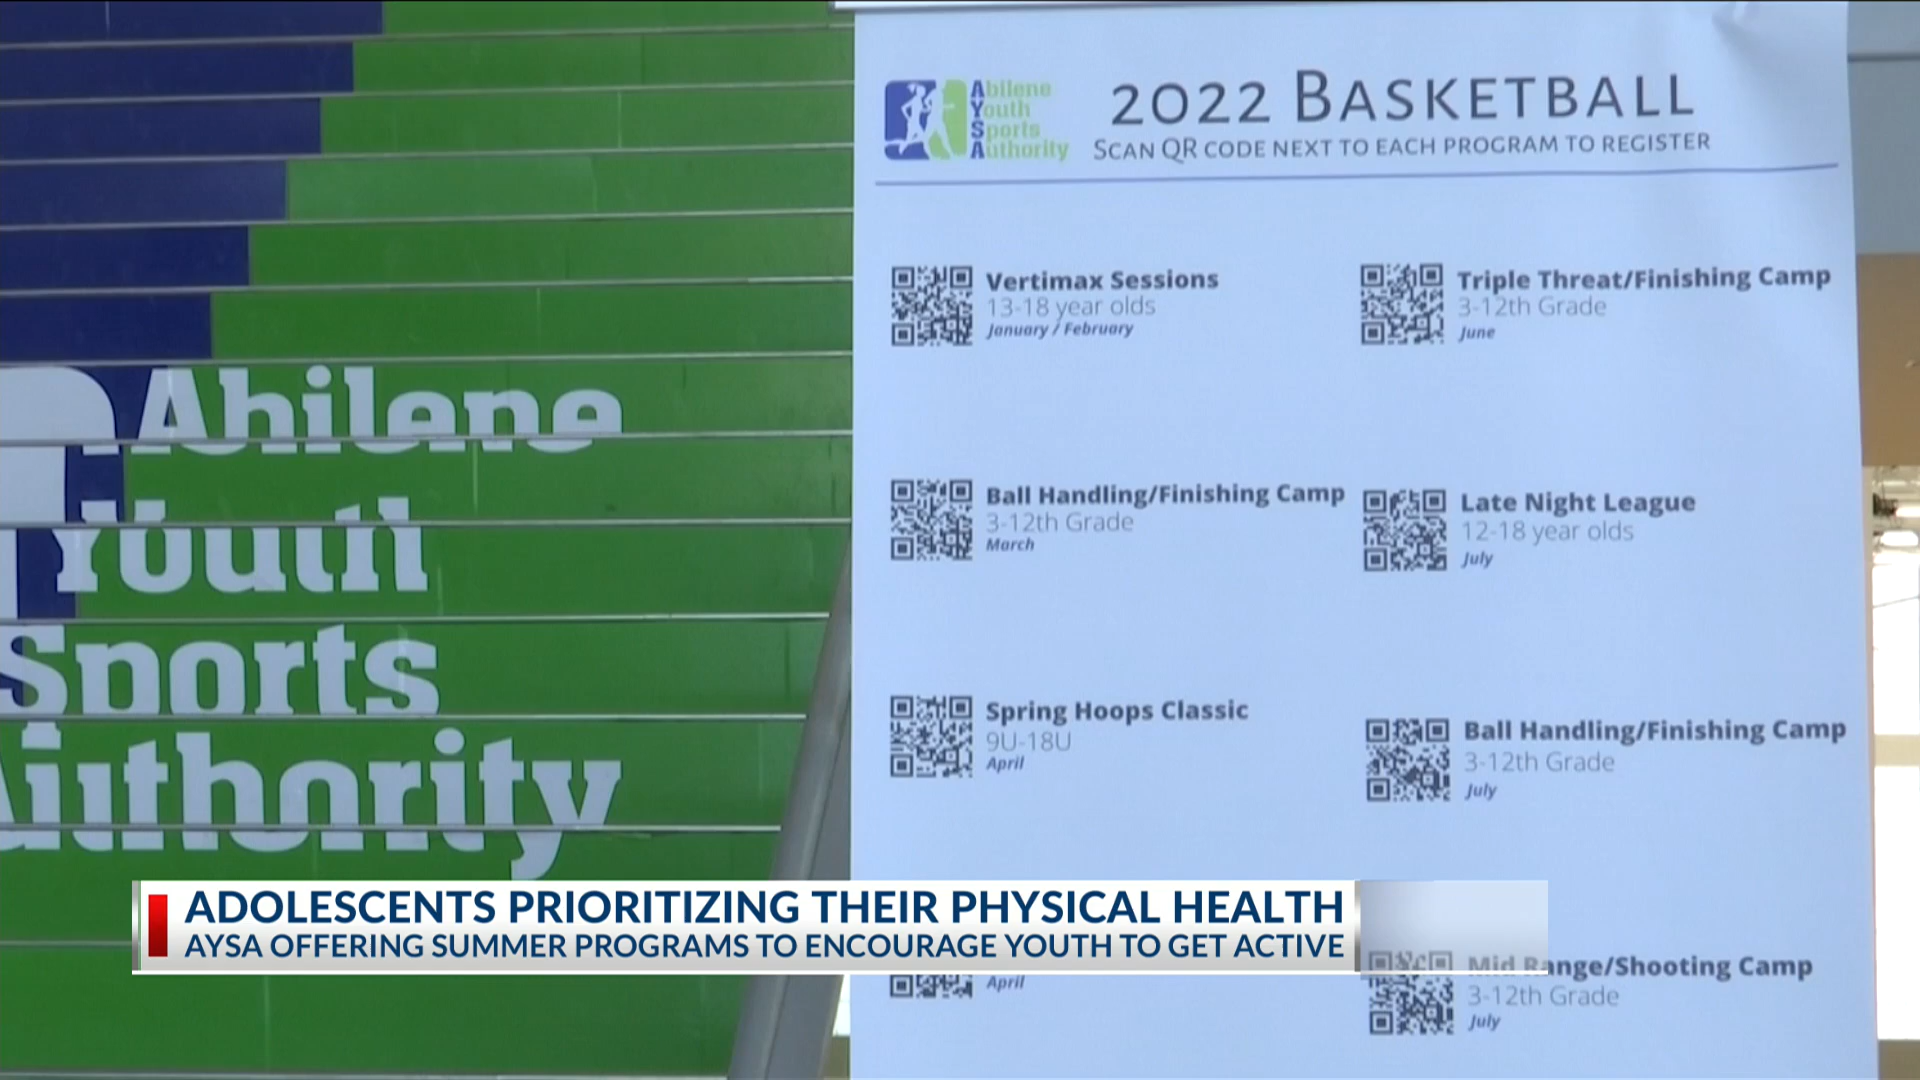 Abilene
Youth
Sports
Authority
Abilene
Youth
Sports
Authority
2022 BASKETBALL
SCAN QR CODE NEXT TO EACH PROGRAM TO REGISTER
Vertimax Sessions
13-18 year olds
January / February
Ball Handling/Finishing Camp
3-12th Grade
March
Spring Hoops Classic
9U-18U
April
April
Triple Threat/Finishing Camp
3-12th Grade
June
Late Night League
12-18 year olds
July
Ball Handling/Finishing Camp
3-12th Grade
July
Mid Range/Shooting Camp
3-12th Grade
July
ADOLESCENTS PRIORITIZING THEIR PHYSICAL HEALTH
AYSA OFFERING SUMMER PROGRAMS TO ENCOURAGE YOUTH TO GET ACTIVE